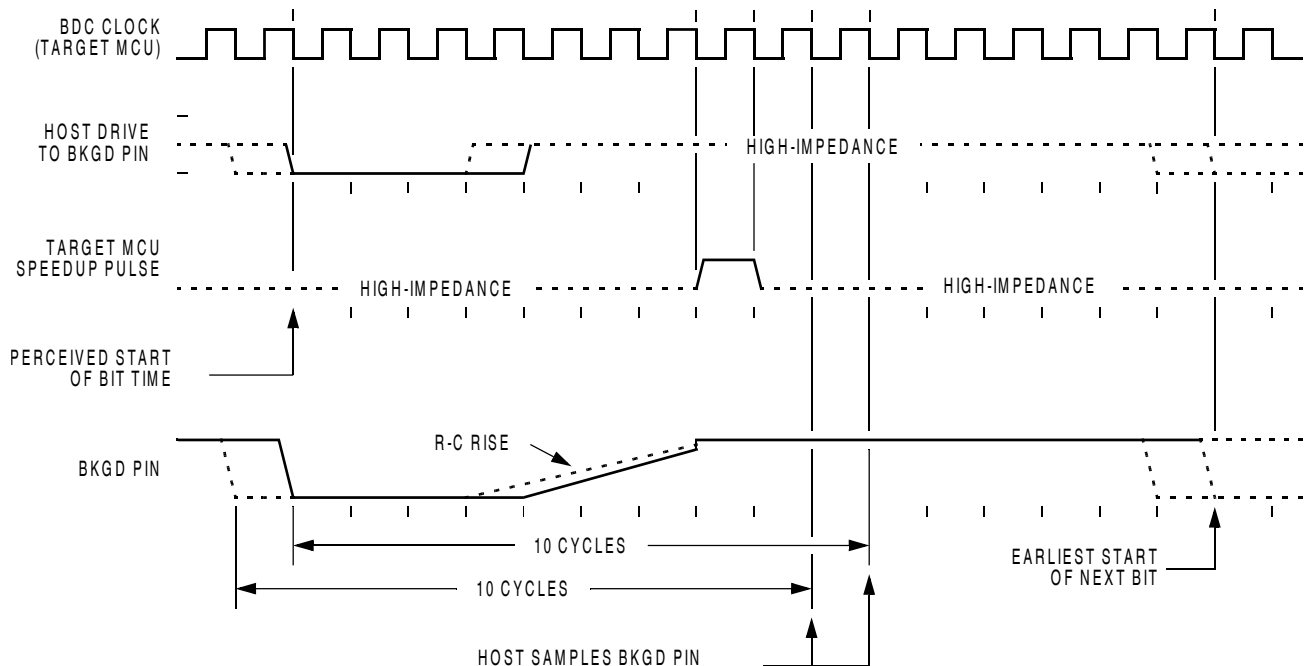 BDC CLOCK
(TARGET MCU)
HOST DRIVE
TO BKGD PIN
HIGH-IMPEDANCE
TARGET MCU
SPEEDUP PULSE
HIGH-IMPEDANCE
HIGH-IMPEDANCE
PERCEIVED START
OF BIT TIME
R-C RISE
BKGD PIN
10 CYCLES
10 CYCLES
EARLIEST START
OF NEXT BIT
HOST SAMPLES BKGD PIN